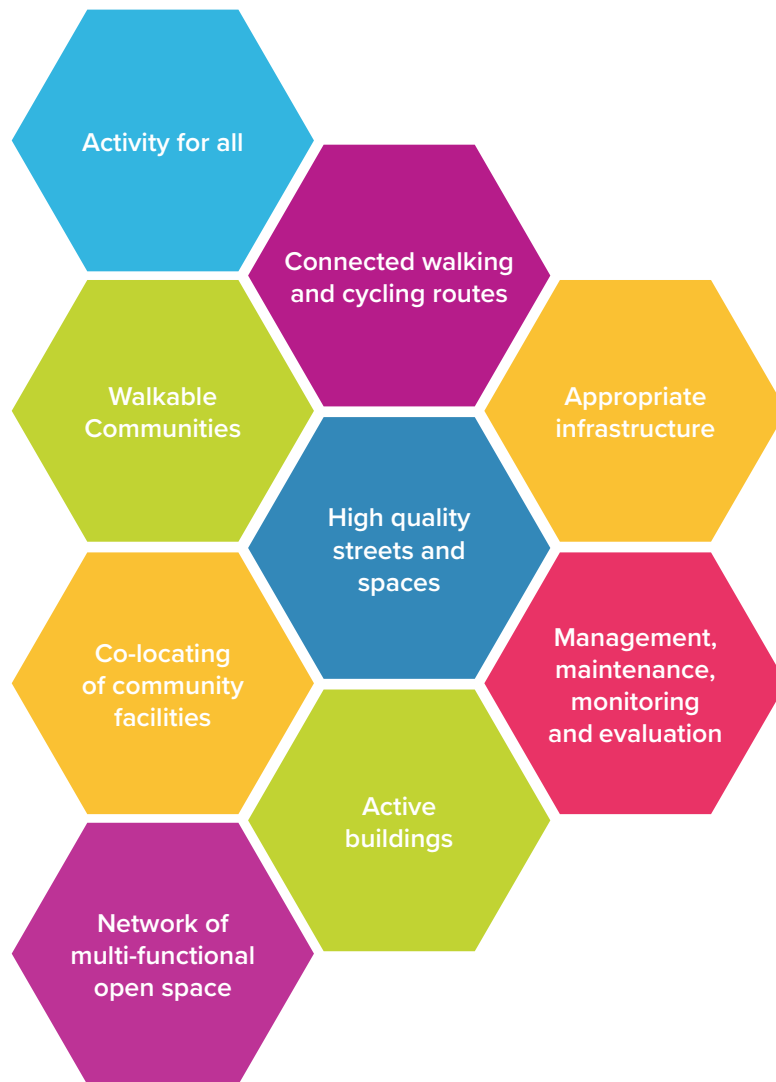 Activity for all
Connected walking
and cycling routes
Walkable
Communities
Appropriate
infrastructure
High quality
streets and
spaces
Co-locating
of community
facilities
Management,
maintenance,
monitoring
and evaluation
Active
buildings
Network of
multi-functional
open space